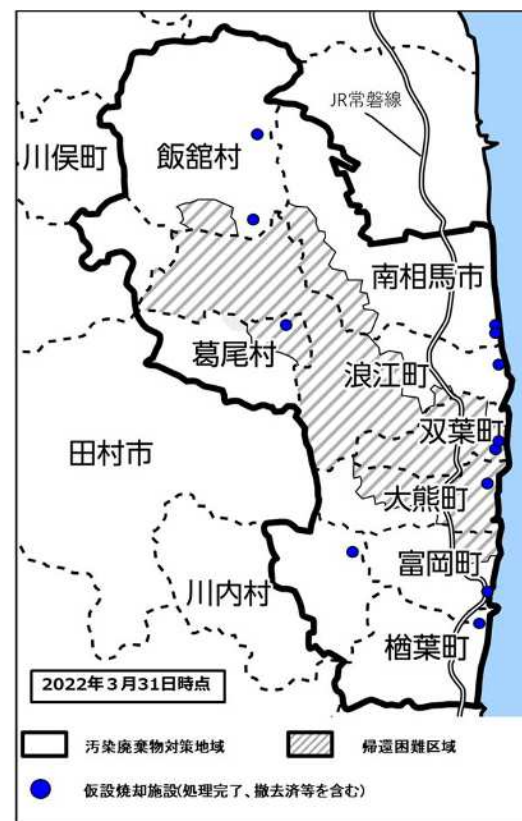 JR常磐線
川俣町
飯舘村
南相馬市
葛尾村
浪江町
双葉町
田村市
大熊町
富岡町
川内村
楢葉町
2022年3月31日時点
汚染廃棄物対策地域
帰還困難区域
仮設焼却施設(処理完了、撤去済等を含む)